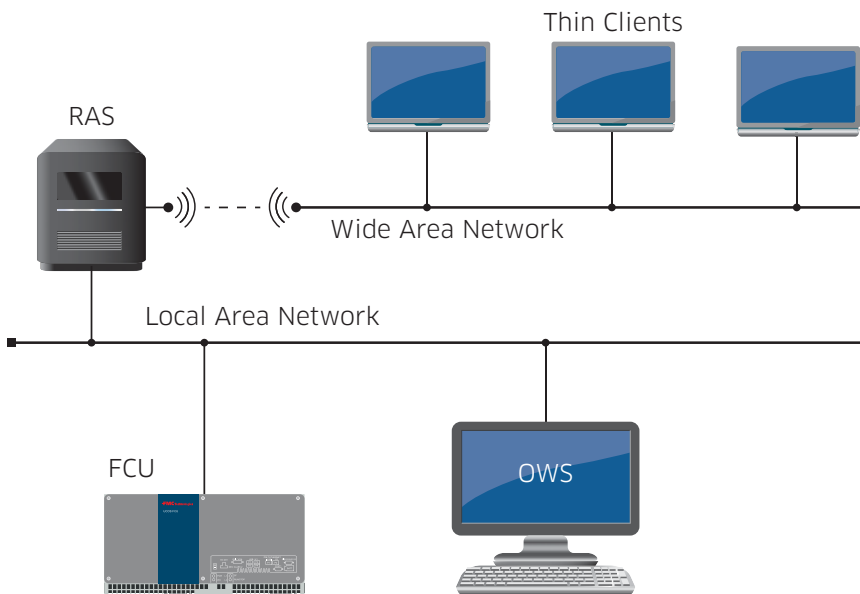 Thin Clients
RAS
Wide Area Network
Local Area Network
FCU
OWS